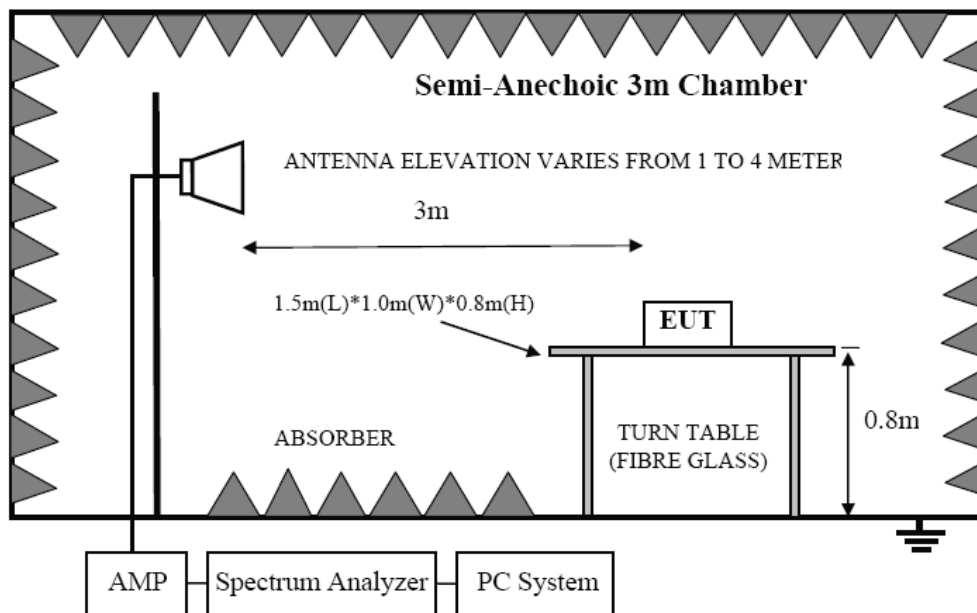 Semi-Anechoic 3m Chamber
ANTENNA ELEVATION VARIES FROM 1 TO 4 METER
3m
1.5m(L)*1.0m(W)*0.8m(H)
EUT
0.8m
ABSORBER
TURN TABLE
(FIBRE GLASS)
AMP
Spectrum Analyzer
PC System